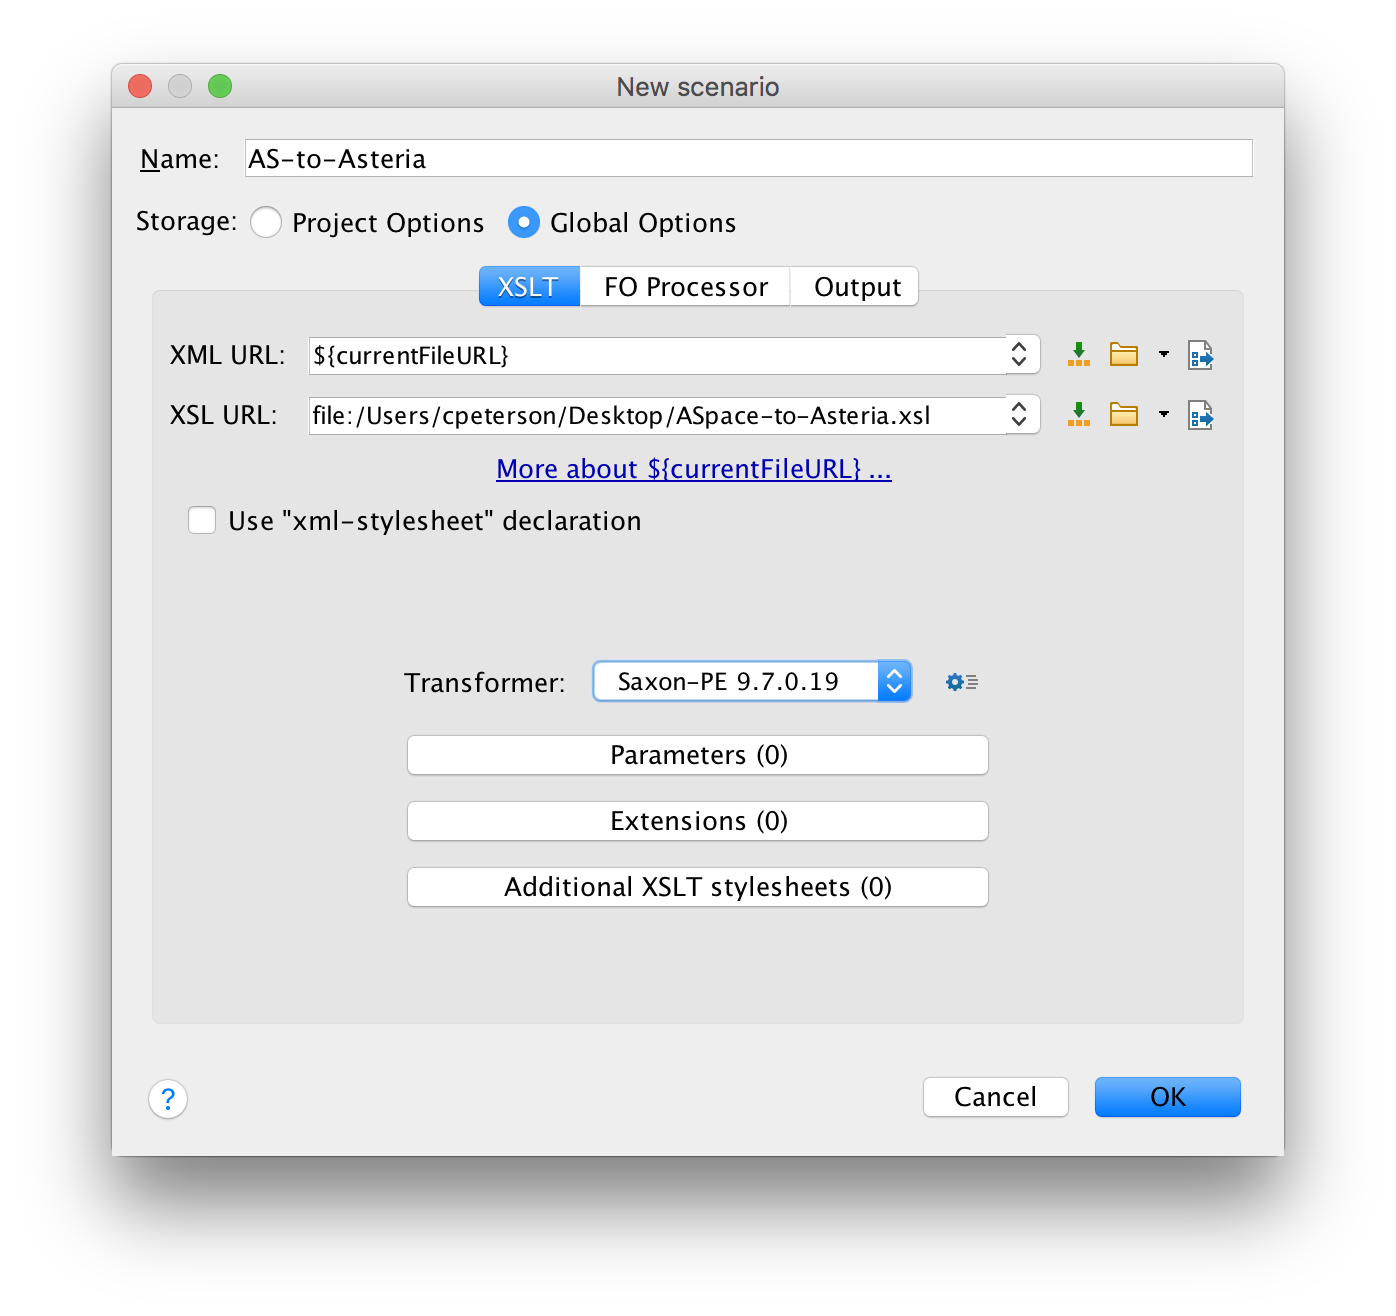 New scenario
Name: AS-to-Asteria
Storage: Project Options Global Options
XSLT FO Processor Output
XML URL: ${currentFileURL}
XSL URL: file:/Users/cpeterson/Desktop/ASpace-to-Asteria.xsl
More about ${currentFileURL} ...
Use "xml-stylesheet" declaration
Transformer: Saxon-PE 9.7.0.19
Parameters (0)
Extensions (0)
Additional XSLT stylesheets (0)
? Cancel OK